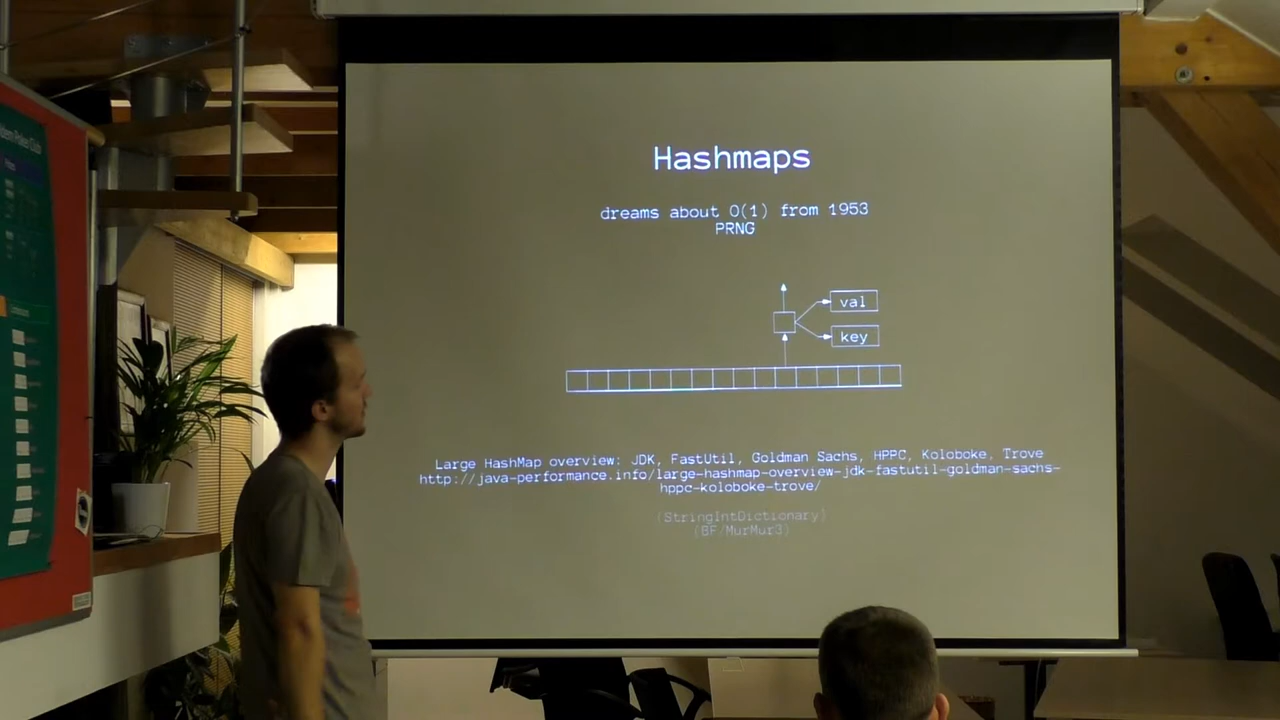 Hashmaps
dreams about O(1) from 1953
PRNG
val
key
Large HashMap overview: JDK, FastUtil, Goldman Sachs, HPPC, Koloboke, Trove
http://java-performance.info/large-hashmap-overview-jdk-fastutil-goldman-sachs-
hppc-koloboke-trove/
(StringIntDictionary)
(BF/MurMur3)